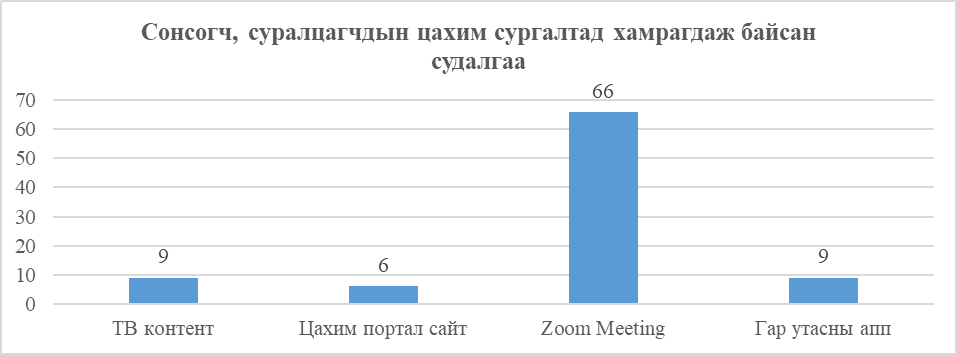 Сонсогч, суралцагчдын цахим сургалтад хамрагдаж байсан
судалгаа
70
60
50
40
30
20
10
0
9
6
66
9
ТВ контент
Цахим портал сайт
Zoom Meeting
Гар утасны апп